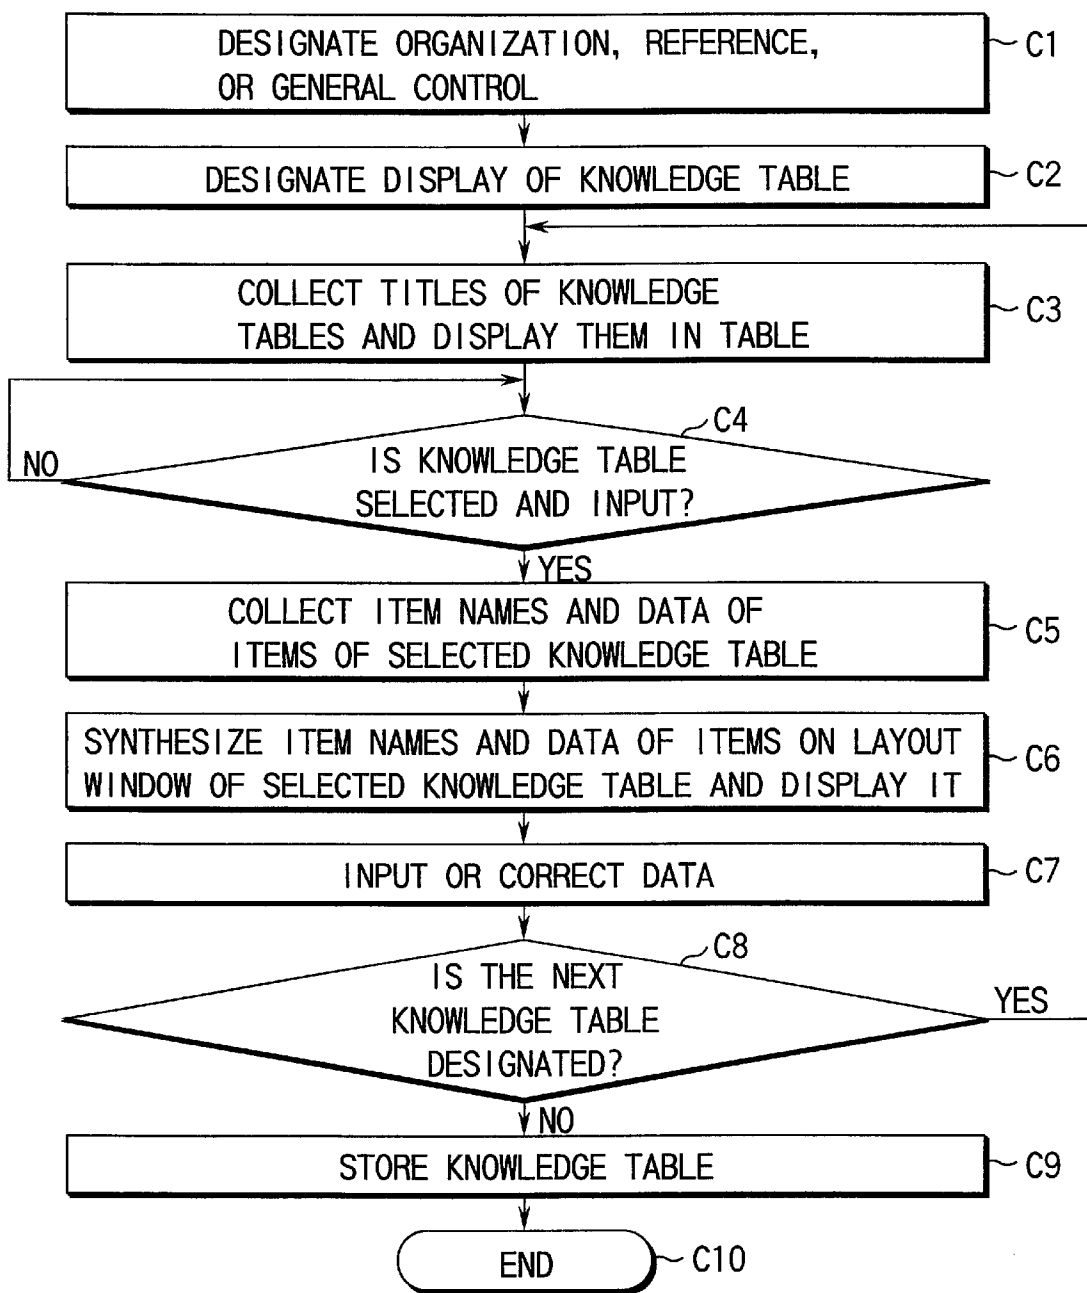 DESIGNATE ORGANIZATION, REFERENCE,
OR GENERAL CONTROL
C1
DESIGNATE DISPLAY OF KNOWLEDGE TABLE
C2
COLLECT TITLES OF KNOWLEDGE
TABLES AND DISPLAY THEM IN TABLE
C3
C4
IS KNOWLEDGE TABLE
SELECTED AND INPUT?
NO
YES
COLLECT ITEM NAMES AND DATA OF
ITEMS OF SELECTED KNOWLEDGE TABLE
C5
SYNTHESIZE ITEM NAMES AND DATA OF ITEMS ON LAYOUT
WINDOW OF SELECTED KNOWLEDGE TABLE AND DISPLAY IT
C6
INPUT OR CORRECT DATA
C7
C8
IS THE NEXT
KNOWLEDGE TABLE
DESIGNATED?
YES
NO
STORE KNOWLEDGE TABLE
C9
END
C10